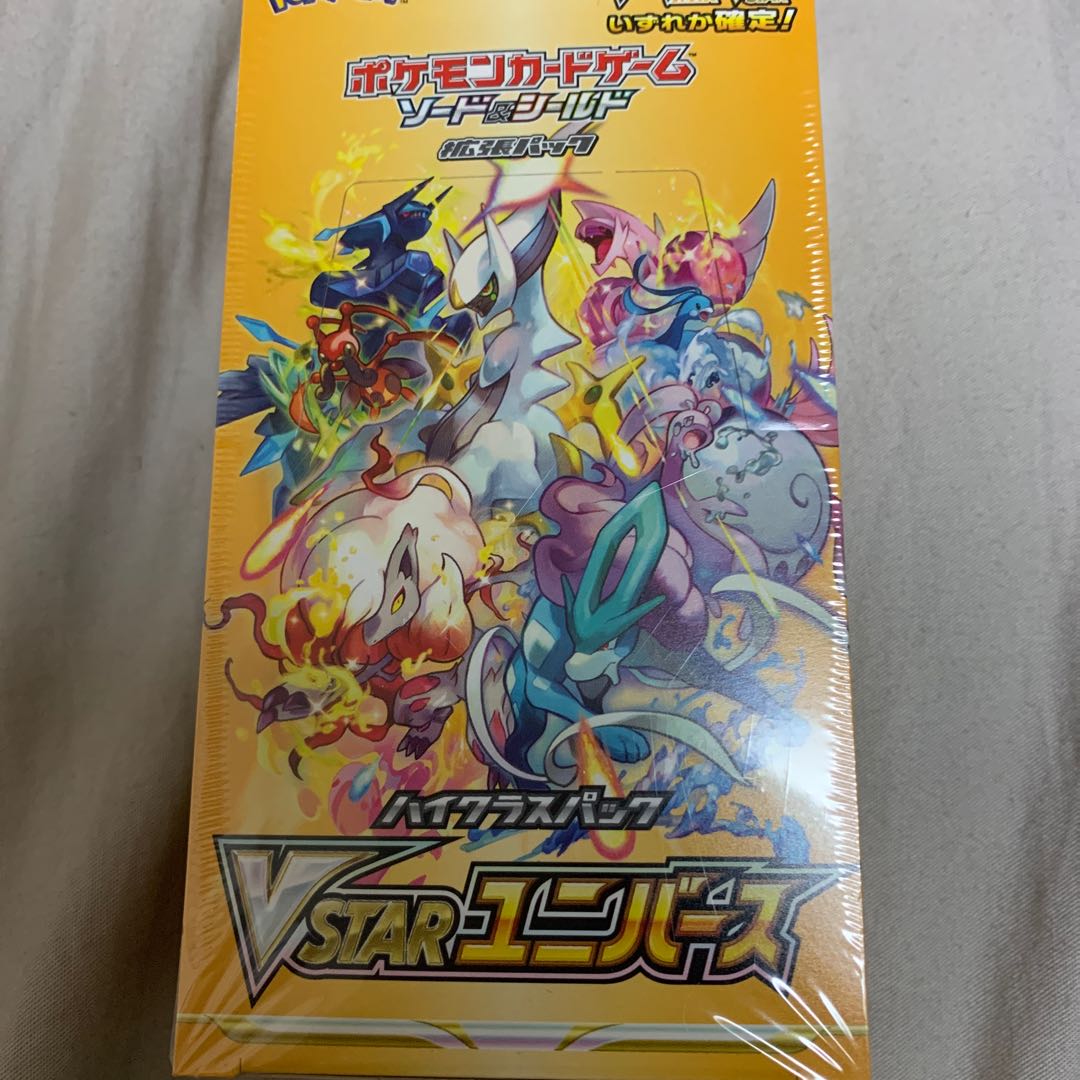 いずれか確定!
ポケモンカードゲーム
ソード&シールド
拡張パック
ハイクラスパック
VSTARユニバース